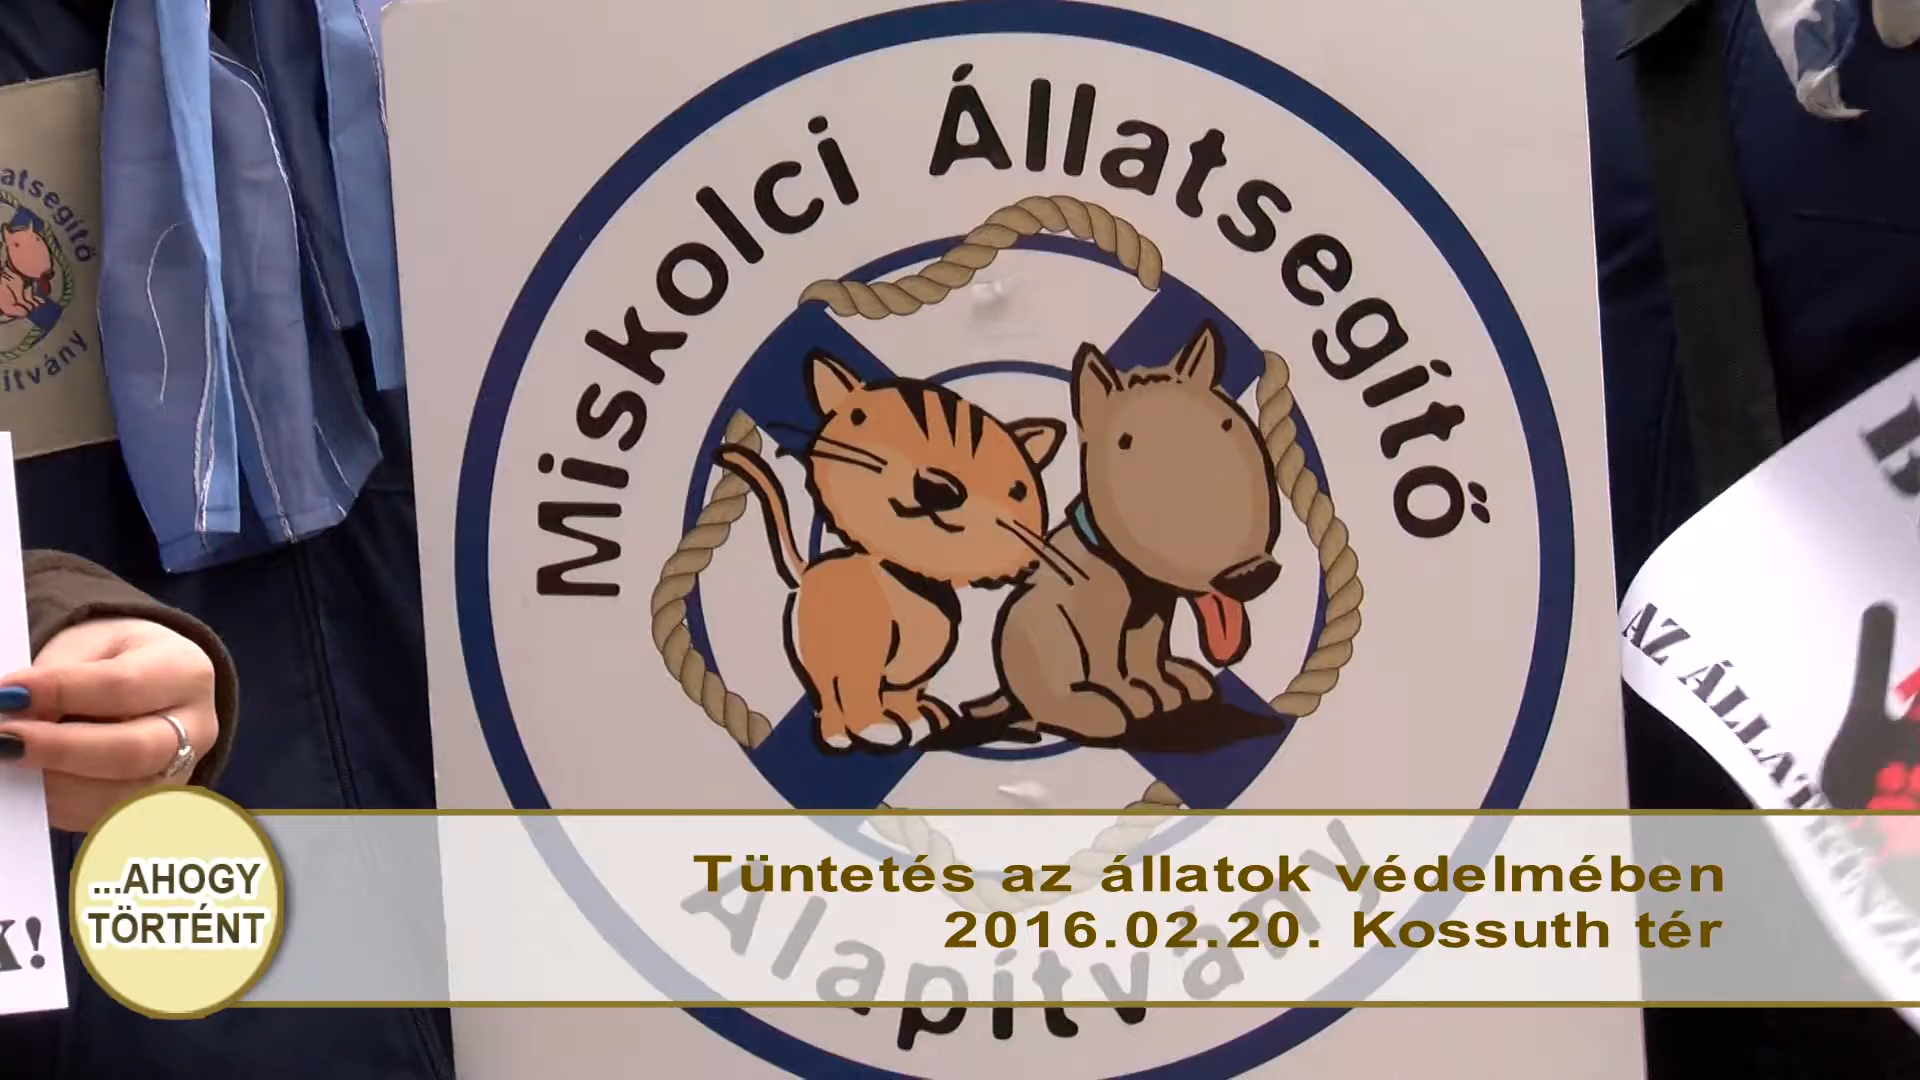 Miskolci Állatsegítő
Alapítvány
atsegítő
ítvány
K!
AZ ÁLLAT
...AHOGY
TÖRTÉNT
Tüntetés az állatok védelmében
2016.02.20. Kossuth tér